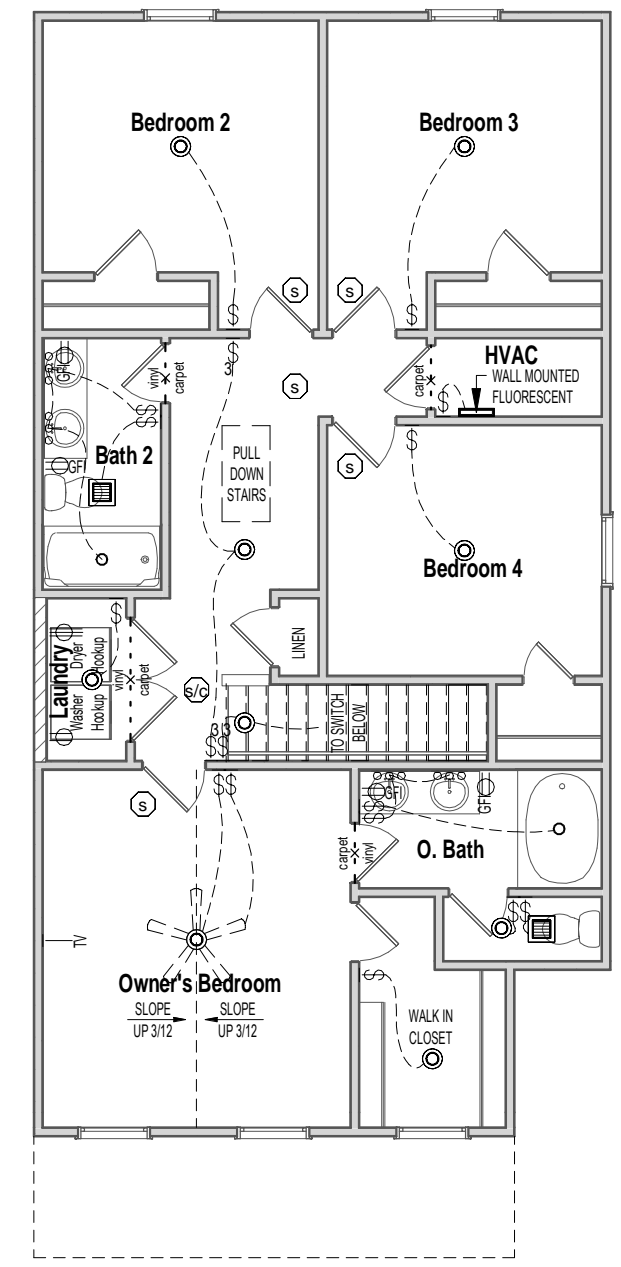 Bedroom 2
Bedroom 3
S
S
$
$
$
3
S
HVAC
WALL MOUNTED
FLUORESCENT
vinyl
carpet
carpet
$
GFI
$$
Bath 2
GFI
PULL
DOWN
STAIRS
S
$
Bedroom 4
$
Laundry
Washer
Hookup
Dryer
Hookup
vinyl
carpet
LINEN
S/C
3
3
$$
TO SWITCH
BELOW
S
$$
GFI
GFI
$$
carpet
vinyl
O. Bath
$$
TV
Owner's Bedroom
SLOPE
UP 3/12
SLOPE
UP 3/12
$
WALK IN
CLOSET